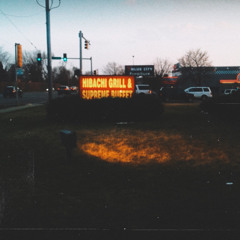 HIBACHI GRILL &
SUPREME BUFFET